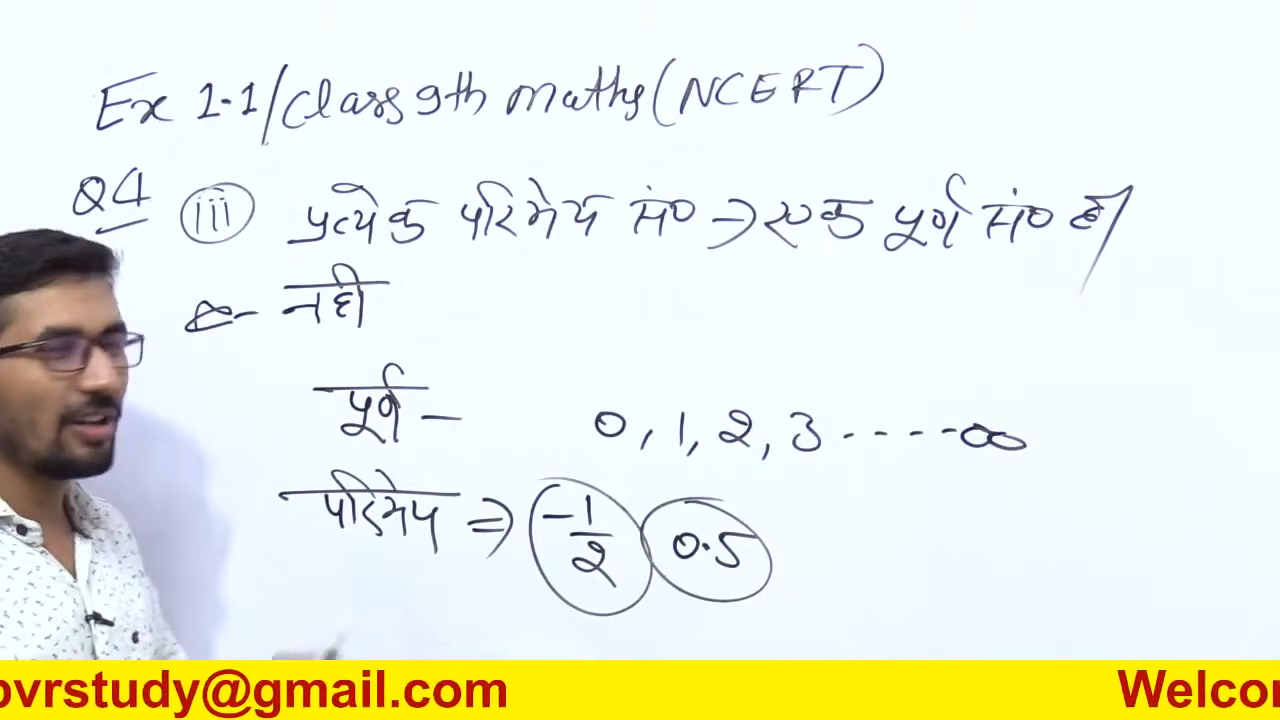 Ex 1.1/Class 9th maths (NCERT)
Q4 (iii) प्रत्येक परिमेय सं० → एक पूर्ण सं० है/
नही
पूर्ण – 0, 1, 2, 3 ----- ∞
परिमेय ⇒ -1/2 0.5
ovrstudy@gmail.com Welcor